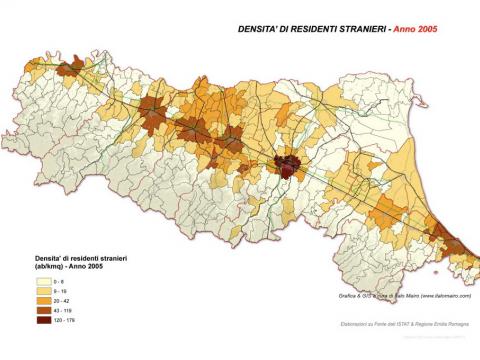 DENSITA' DI RESIDENTI STRANIERI - Anno 2005
Densita' di residenti stranieri
(ab/kmq) - Anno 2005
0 - 8
9 - 19
20 - 42
43 - 119
120 - 179
Grafica & GIS a cura di Italo Mairo (www.italomairo.com)
Elaborazioni su Fonte dati ISTAT & Regione Emilia Romagna